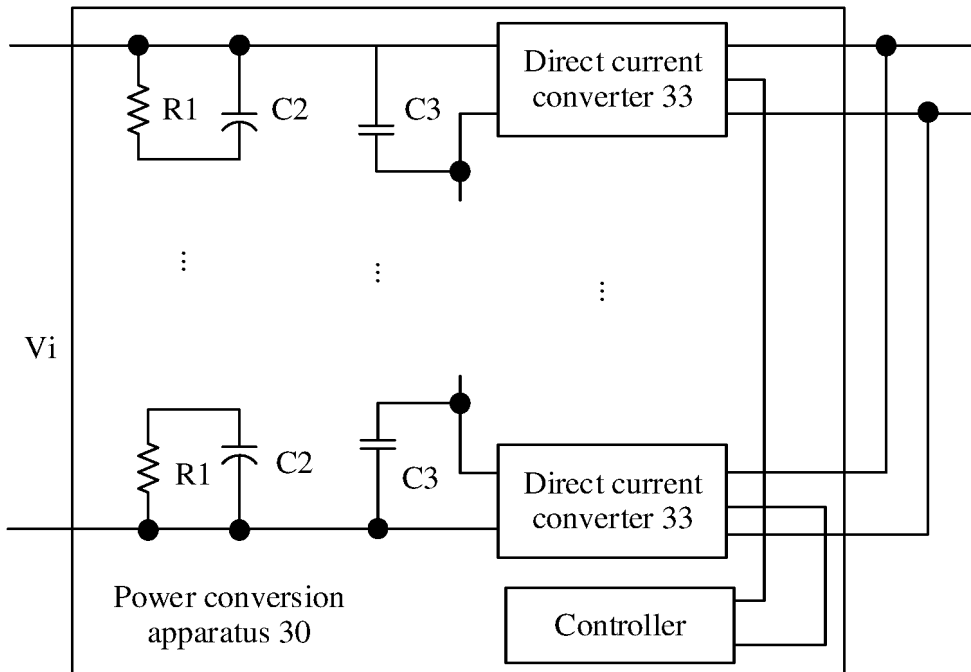 Direct current
converter 33
R1
C2
C3
Vi
R1
C2
C3
Direct current
converter 33
Power conversion
apparatus 30
Controller